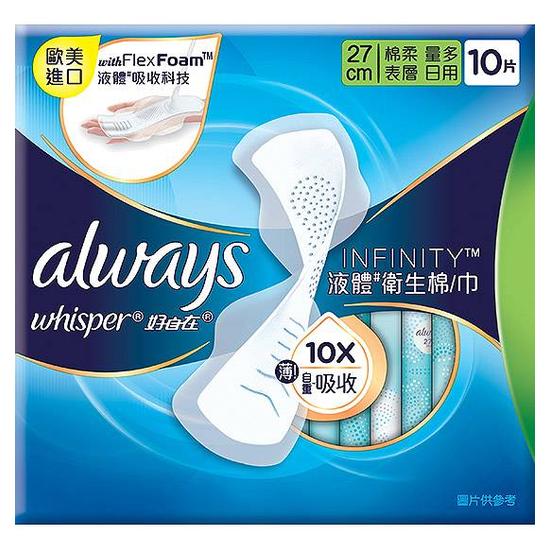 歐美
進口
with FlexFoam™
液體#吸收科技
27
cm
棉柔
表層
量多
日用
10片
always
whisper® 好自在®
INFINITY™
液體#衛生棉/巾
10X
薄! 自重 吸收
alwa
27
圖片供參考